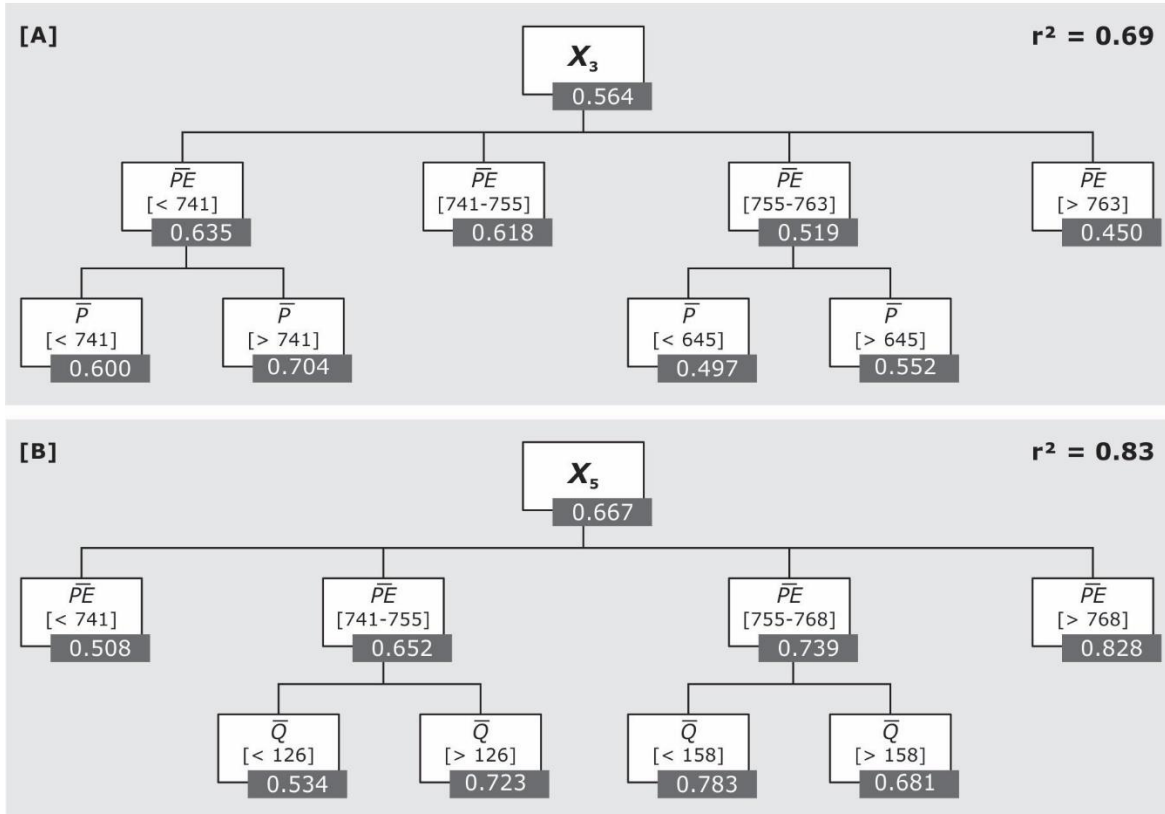 [A]
r² = 0.69
X₃
0.564
P̅E̅
[< 741]
0.635
P̅E̅
[741-755]
0.618
P̅E̅
[755-763]
0.519
P̅E̅
[> 763]
0.450
P̅
[< 741]
0.600
P̅
[> 741]
0.704
P̅
[< 645]
0.497
P̅
[> 645]
0.552
[B]
r² = 0.83
X₅
0.667
P̅E̅
[< 741]
0.508
P̅E̅
[741-755]
0.652
P̅E̅
[755-768]
0.739
P̅E̅
[> 768]
0.828
Q̅
[< 126]
0.534
Q̅
[> 126]
0.723
Q̅
[< 158]
0.783
Q̅
[> 158]
0.681